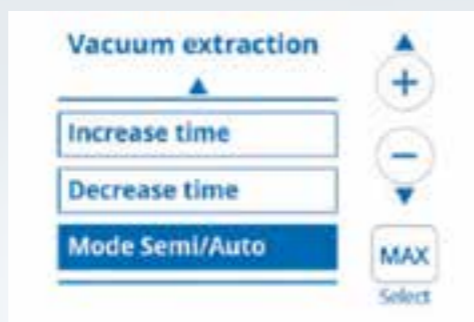 Vacuum extraction
Increase time
Decrease time
Mode Semi/Auto
+
−
MAX
Select